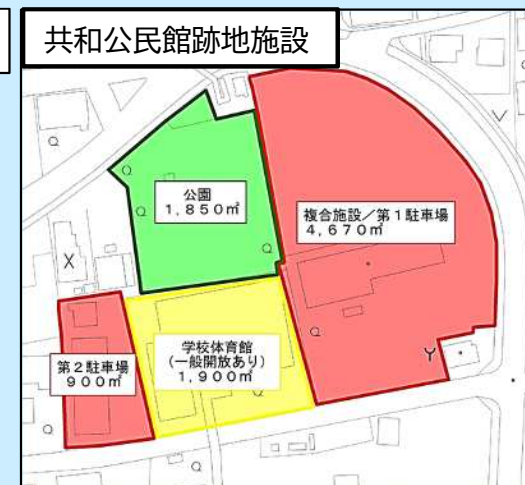 共和公民館跡地施設
公園
1,850㎡
複合施設／第1駐車場
4,670㎡
学校体育館
(一般開放あり)
1,900㎡
第2駐車場
900㎡